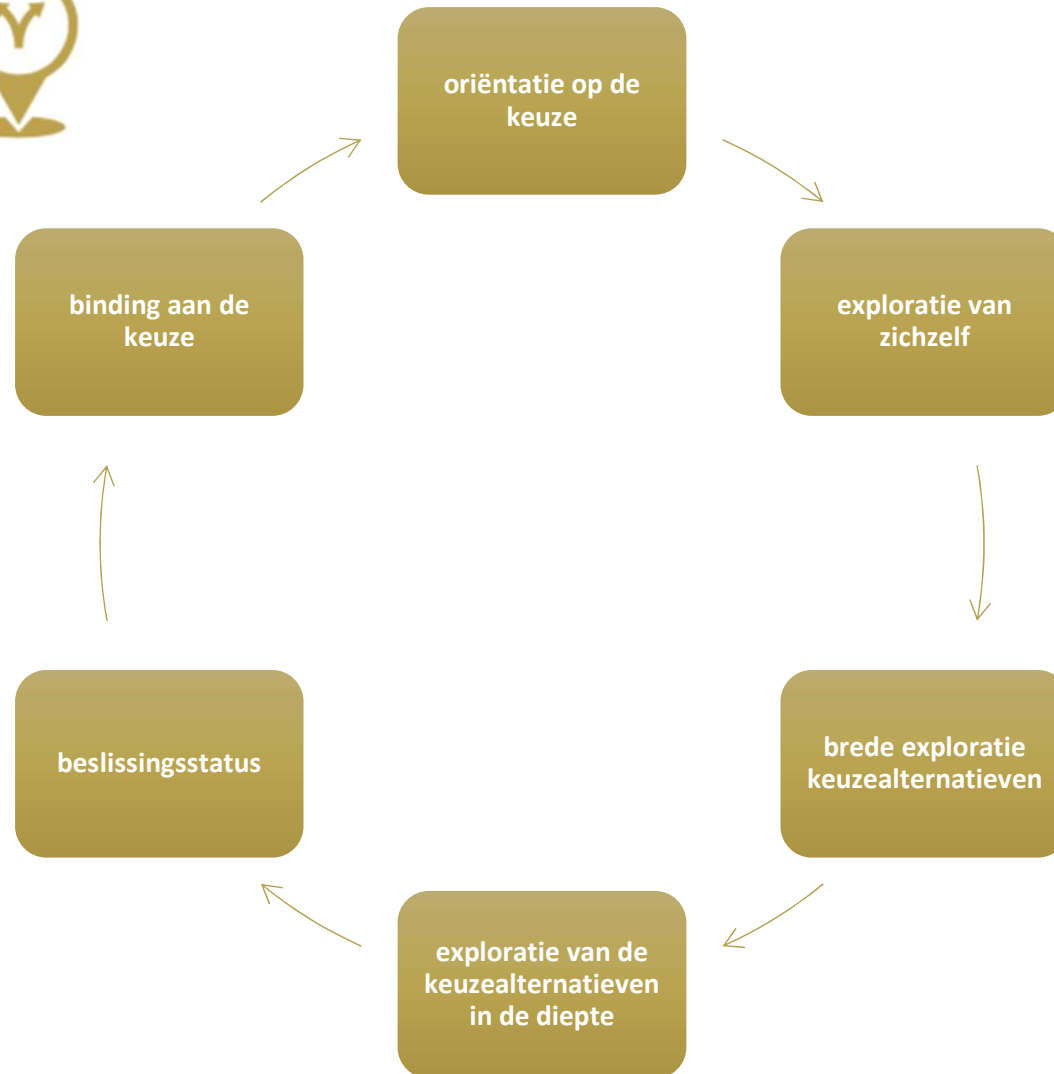 oriëntatie op de
keuze
exploratie van
zichzelf
brede exploratie
keuzealternatieven
exploratie van de
keuzealternatieven
in de diepte
beslissingsstatus
binding aan de
keuze